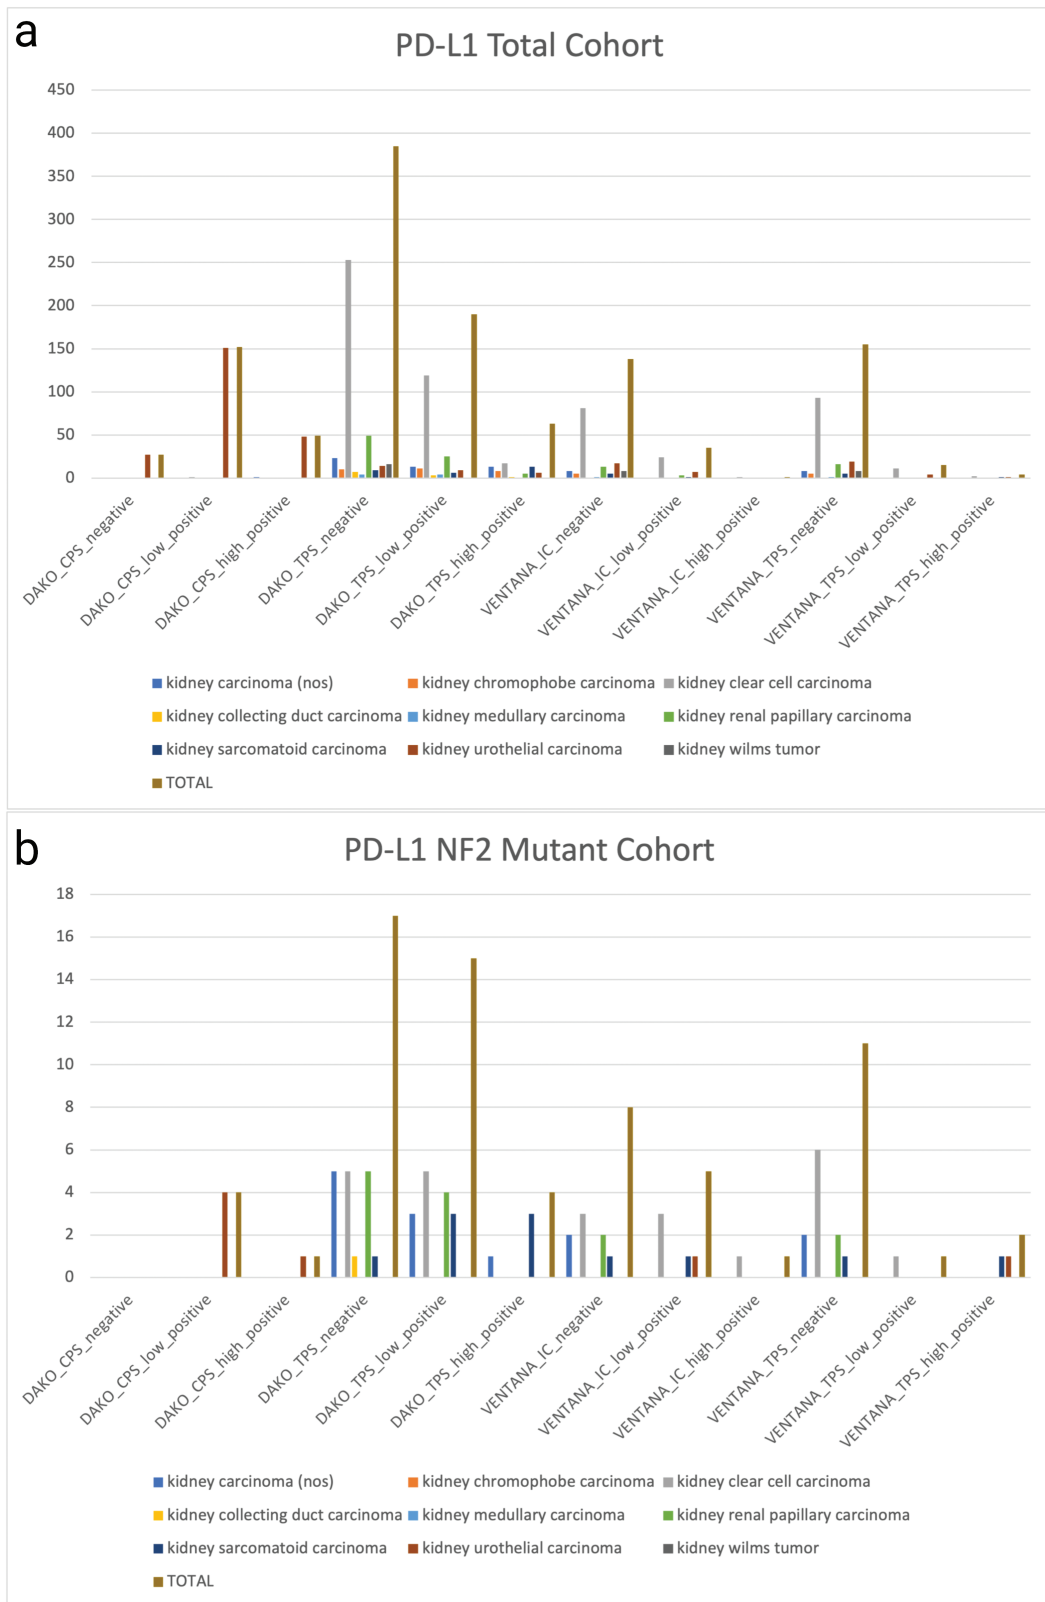 a
PD-L1 Total Cohort
450
400
350
300
250
200
150
100
50
0
DAKO_CPS_negative
DAKO_CPS_low_positive
DAKO_CPS_high_positive
DAKO_TPS_negative
DAKO_TPS_low_positive
DAKO_TPS_high_positive
VENTANA_IC_negative
VENTANA_IC_low_positive
VENTANA_IC_high_positive
VENTANA_TPS_negative
VENTANA_TPS_low_positive
VENTANA_TPS_high_positive
kidney carcinoma (nos) kidney chromophobe carcinoma kidney clear cell carcinoma
kidney collecting duct carcinoma kidney medullary carcinoma kidney renal papillary carcinoma
kidney sarcomatoid carcinoma kidney urothelial carcinoma kidney wilms tumor
TOTAL
b
PD-L1 NF2 Mutant Cohort
18
16
14
12
10
8
6
4
2
0
DAKO_CPS_negative
DAKO_CPS_low_positive
DAKO_CPS_high_positive
DAKO_TPS_negative
DAKO_TPS_low_positive
DAKO_TPS_high_positive
VENTANA_IC_negative
VENTANA_IC_low_positive
VENTANA_IC_high_positive
VENTANA_TPS_negative
VENTANA_TPS_low_positive
VENTANA_TPS_high_positive
kidney carcinoma (nos) kidney chromophobe carcinoma kidney clear cell carcinoma
kidney collecting duct carcinoma kidney medullary carcinoma kidney renal papillary carcinoma
kidney sarcomatoid carcinoma kidney urothelial carcinoma kidney wilms tumor
TOTAL